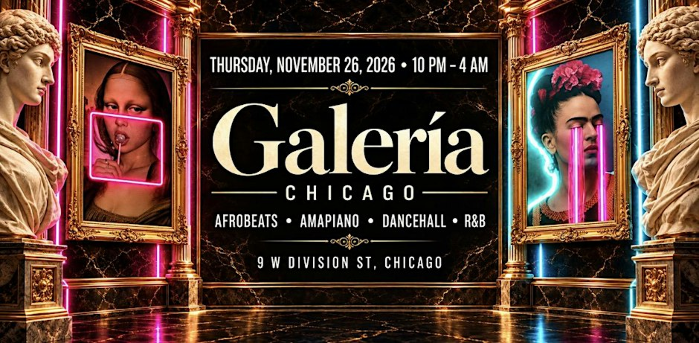 THURSDAY, NOVEMBER 26, 2026 • 10 PM – 4 AM
Galería
CHICAGO
AFROBEATS • AMAPIANO • DANCEHALL • R&B
9 W DIVISION ST, CHICAGO